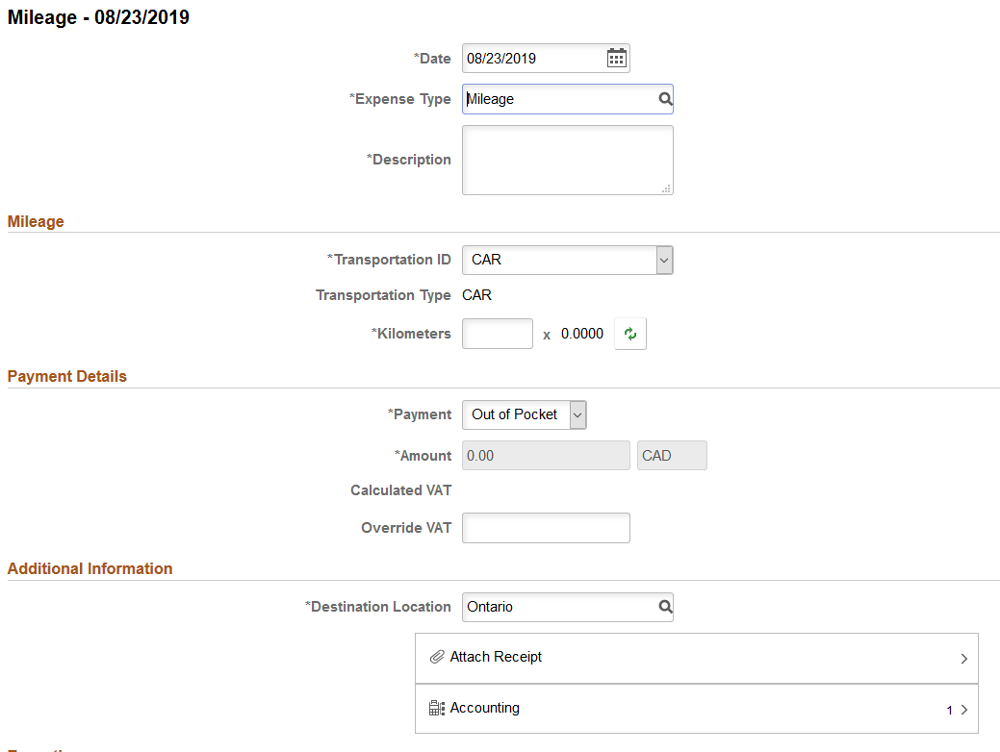 Mileage - 08/23/2019
*Date 08/23/2019
*Expense Type Mileage
*Description
Mileage
*Transportation ID CAR
Transportation Type CAR
*Kilometers x 0.0000
Payment Details
*Payment Out of Pocket
*Amount 0.00 CAD
Calculated VAT
Override VAT
Additional Information
*Destination Location Ontario
Attach Receipt
Accounting 1